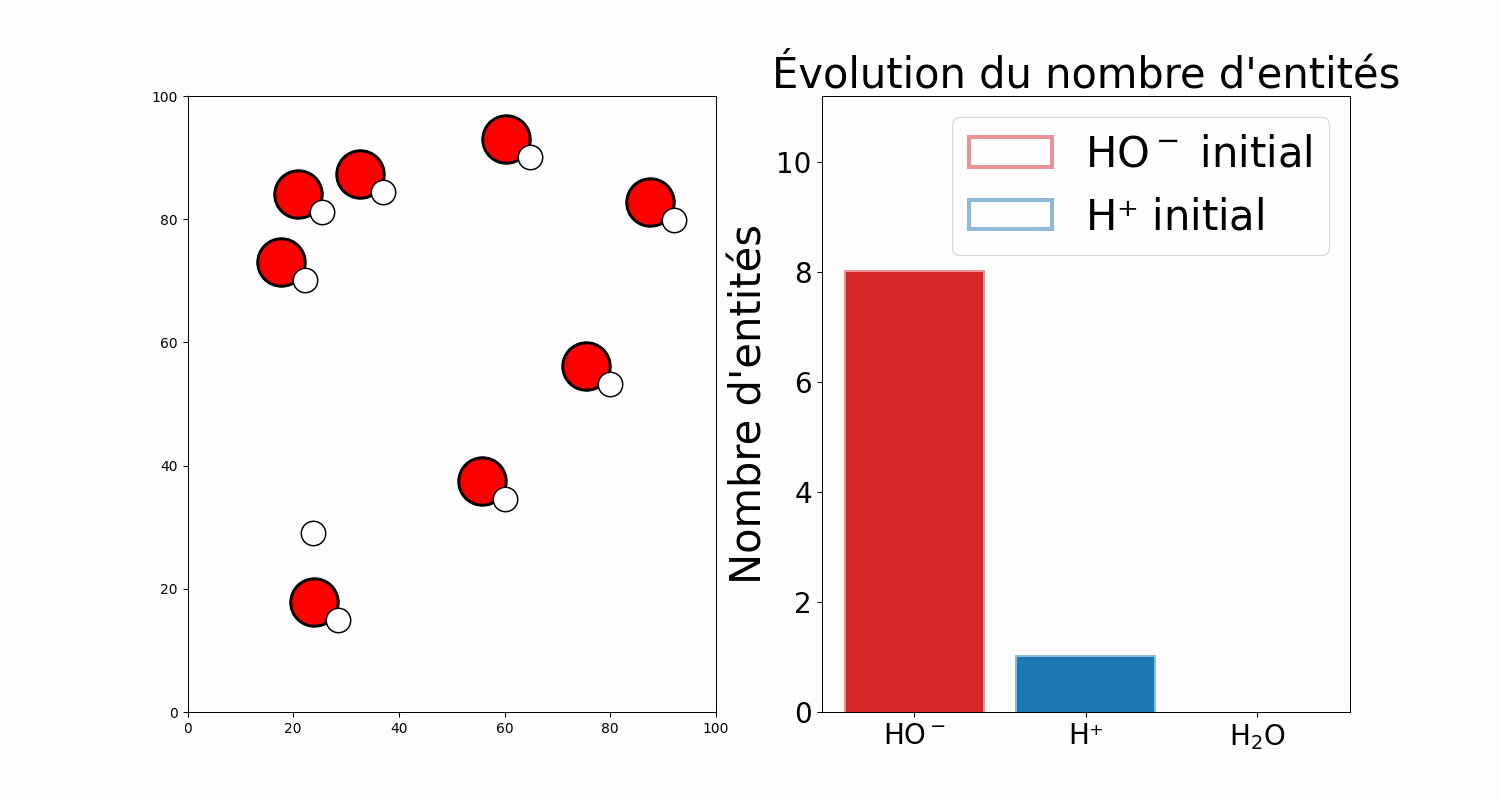 100
80
60
40
20
0
0 20 40 60 80 100
Évolution du nombre d'entités
HO⁻ initial
H⁺ initial
Nombre d'entités
10
8
6
4
2
0
HO⁻ H⁺ H₂O